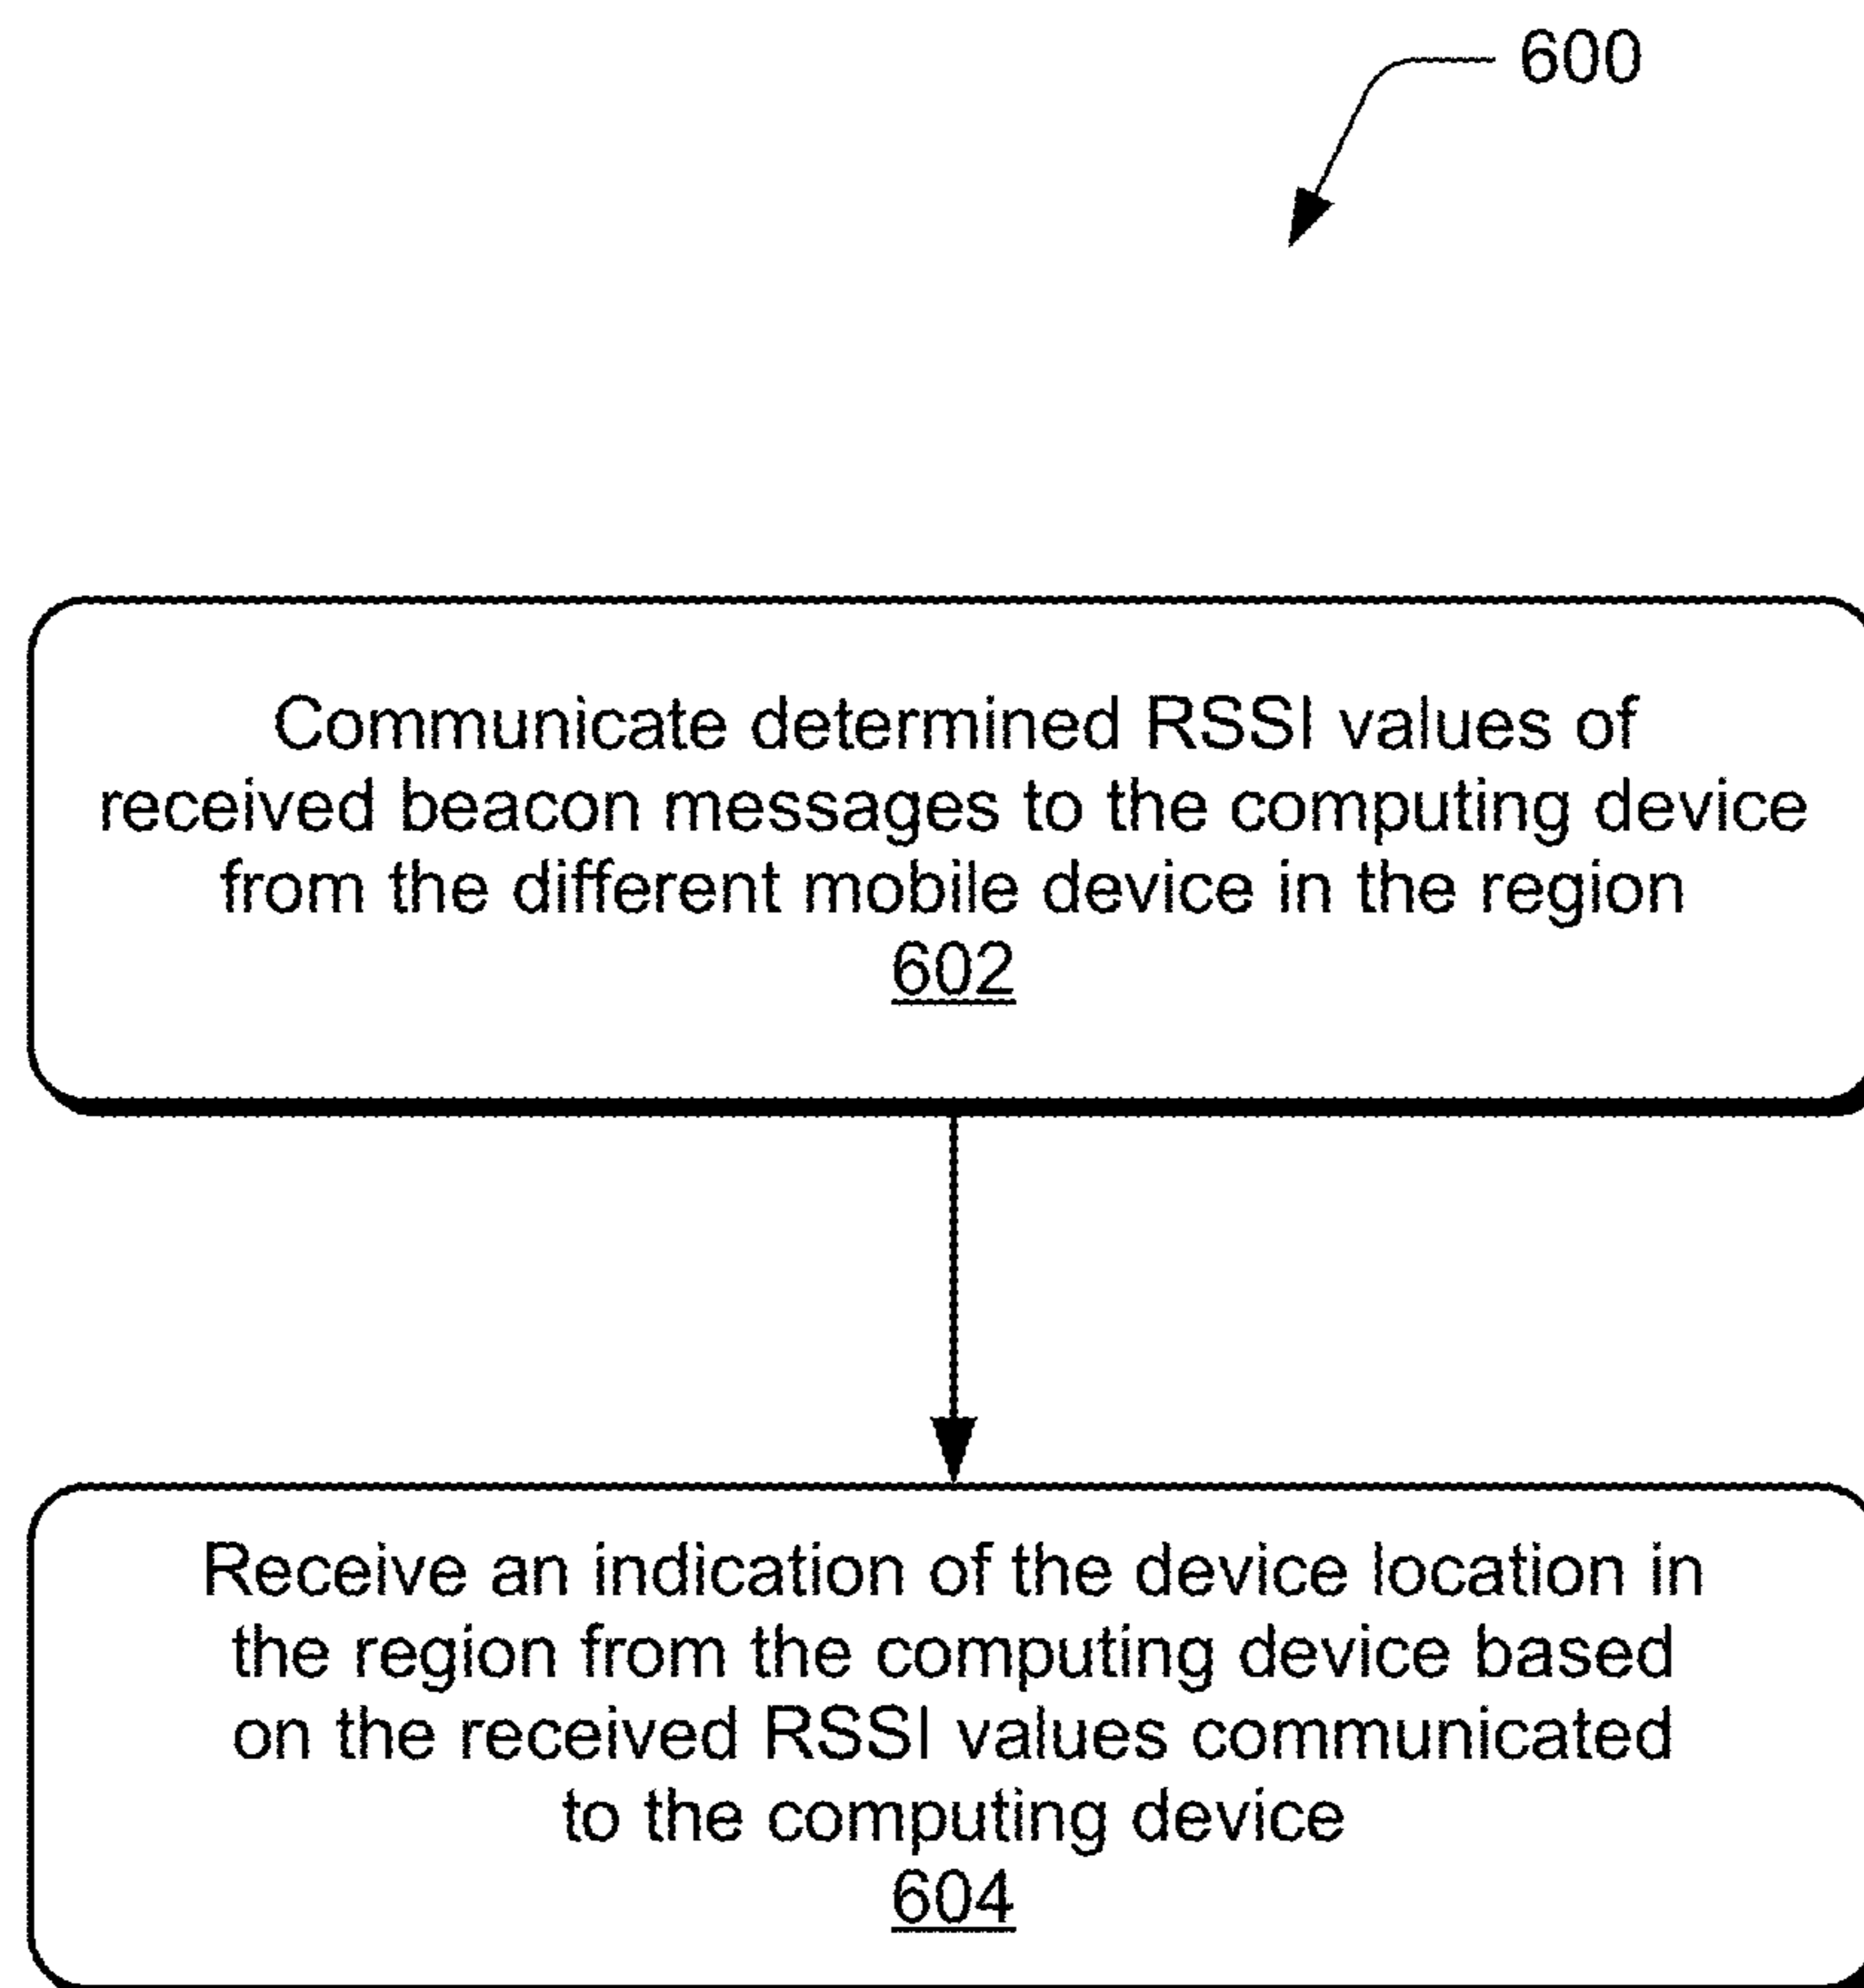 600
Communicate determined RSSI values of
received beacon messages to the computing device
from the different mobile device in the region
602
Receive an indication of the device location in
the region from the computing device based
on the received RSSI values communicated
to the computing device
604